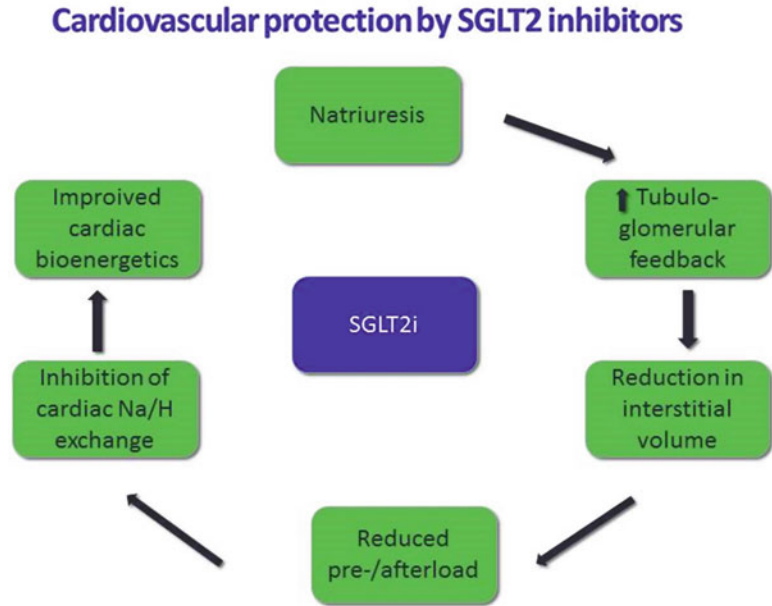 Cardiovascular protection by SGLT2 inhibitors
Natriuresis
Tubulo-
glomerular
feedback
Reduction in
interstitial
volume
Reduced
pre-/afterload
Inhibition of
cardiac Na/H
exchange
Improived
cardiac
bioenergetics
SGLT2i